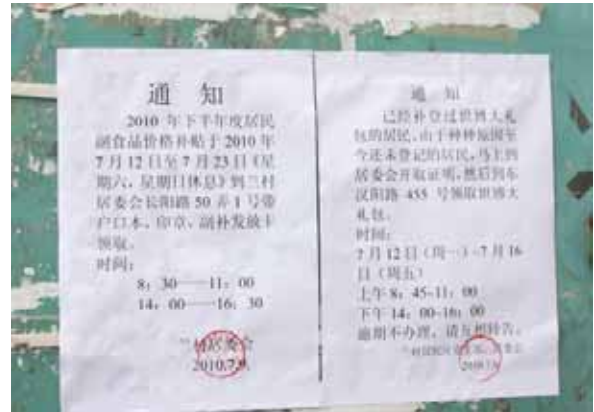 通 知
2010 年下半年度居民
副食品价格补贴于 2010 年
7 月 12 日至 7 月 23 日(星
期六、星期日休息)到三村
居委会长阳路 50 弄 1 号带
户口本、印章、副补发放卡
领取。
时间:
8:30——11:00
14:00——16:30
村居委会
2010.7.9.
通 知
已经补登过世博大礼
包的居民,由于种种原因至
今还未登记的居民,马上到
居委会开取证明,然后到东
汉阳路 455 号领取世博大
礼包。
时间:
7 月 12 日(周一)-7 月 16
日(周五)
上午 8:45-11:00
下午 14:00-16:00
逾期不办理,请互相转告。
2010.7.9